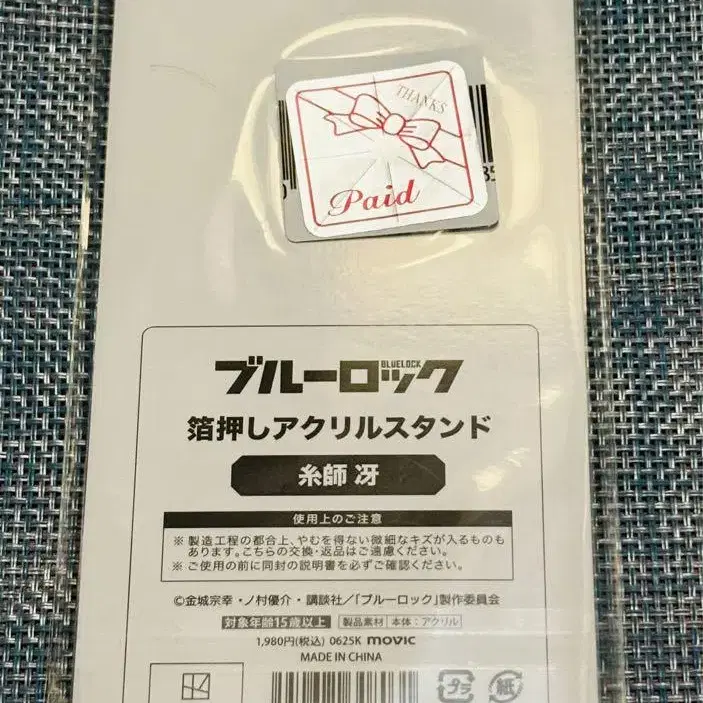 THANKS
Paid
ブルーロック
BLUELOCK
箔押しアクリルスタンド
糸師 冴
使用上のご注意
※ 製造工程の都合上、やむを得ない微細なキズが入るものも
あります。こちらの交換・返品はご遠慮ください。
※ ご使用の前に同封の説明書を必ずご確認ください。
©金城宗幸・ノ村優介・講談社/「ブルーロック」製作委員会
対象年齢15歳以上 製品素材 本体:アクリル
1,980円(税込) 0625K movic
MADE IN CHINA
プラ 紙